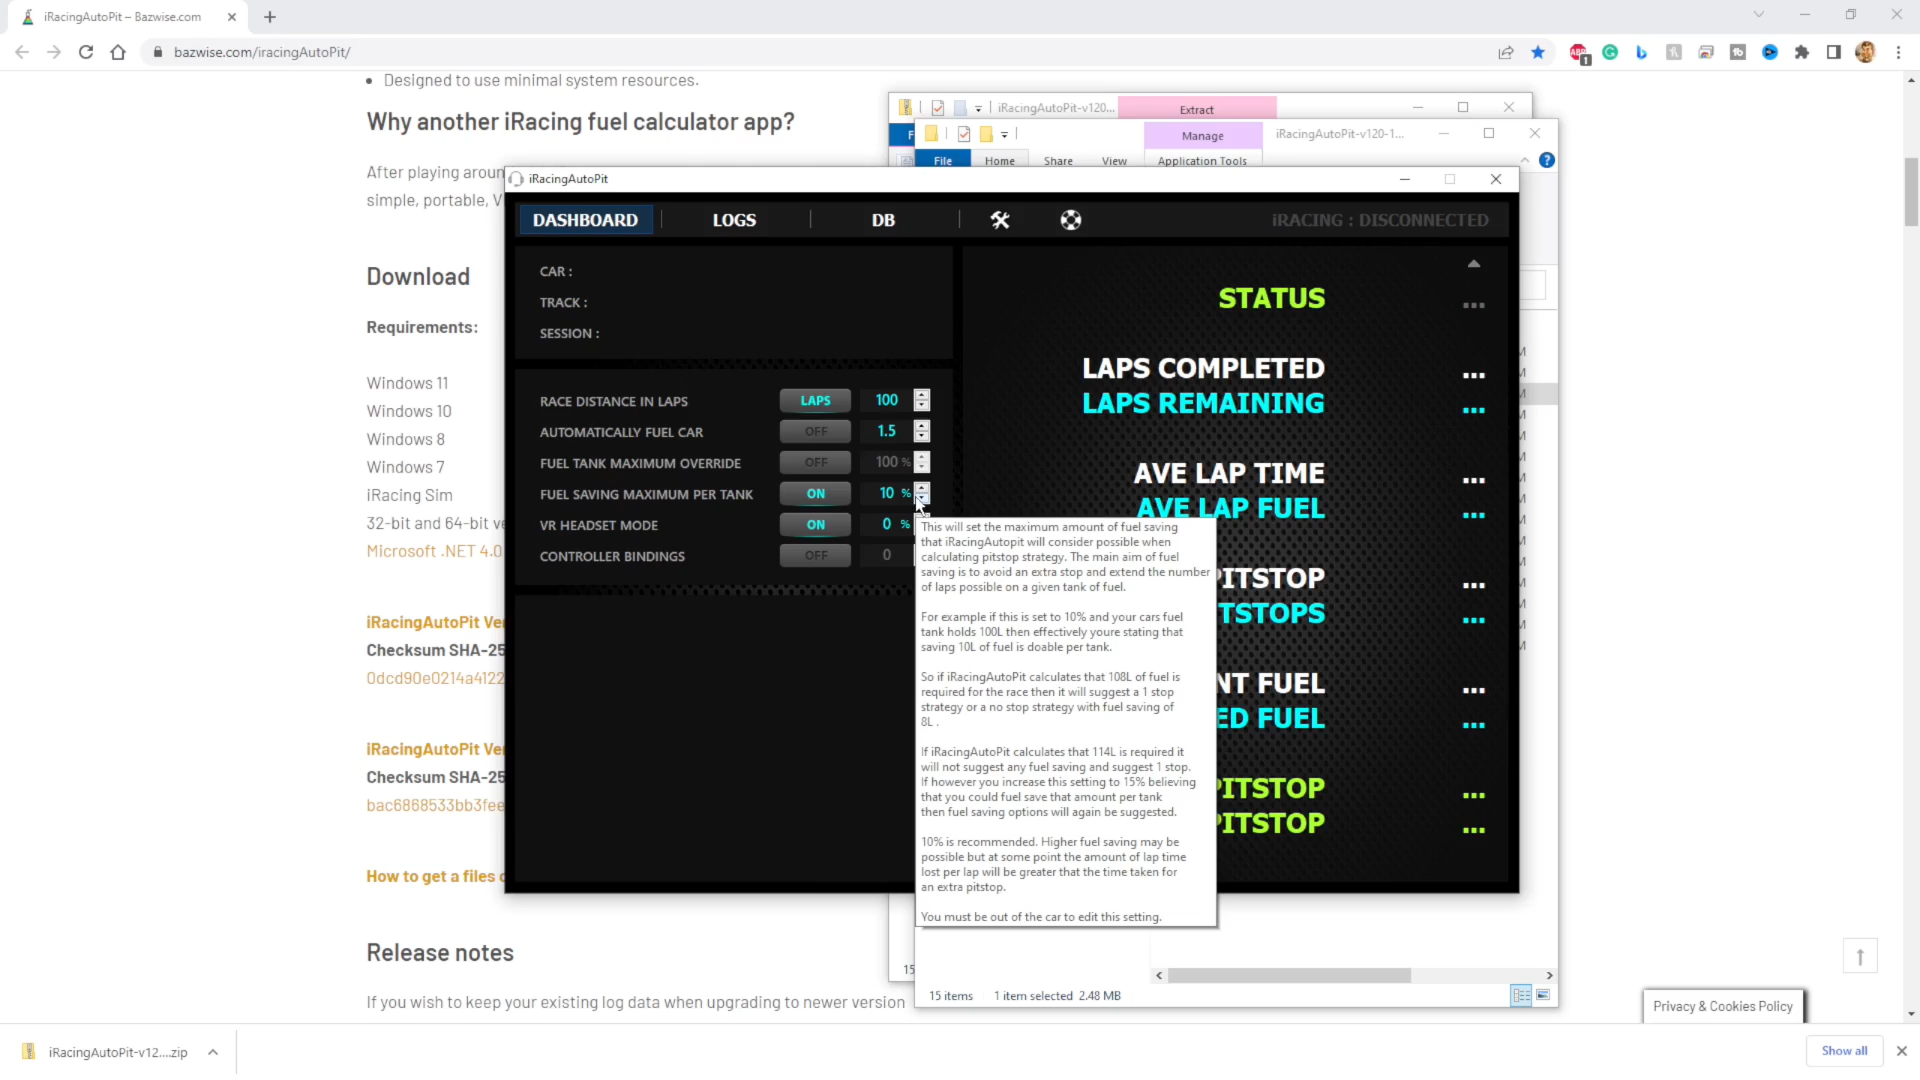 iRacingAutoPit – Bazwise.com
bazwise.com/iracingAutoPit/
Designed to use minimal system resources.
Why another iRacing fuel calculator app?
After playing aroun
simple, portable, V
Download
Requirements:
Windows 11
Windows 10
Windows 8
Windows 7
iRacing Sim
32-bit and 64-bit ve
Microsoft .NET 4.0
iRacingAutoPit Ver
Checksum SHA-25
0dcd90e0214a4122
iRacingAutoPit Ver
Checksum SHA-25
bac6868533bb3fee
How to get a files c
Release notes
If you wish to keep your existing log data when upgrading to newer version
iRacingAutoPit-v120...
Extract
F
Manage
iRacingAutoPit-v120-1...
File
Home
Share
View
Application Tools
iRacingAutoPit
DASHBOARD
LOGS
DB
iRACING : DISCONNECTED
CAR :
TRACK :
SESSION :
RACE DISTANCE IN LAPS LAPS 100
AUTOMATICALLY FUEL CAR OFF 1.5
FUEL TANK MAXIMUM OVERRIDE OFF 100 %
FUEL SAVING MAXIMUM PER TANK ON 10 %
VR HEADSET MODE ON 0 %
CONTROLLER BINDINGS OFF 0
STATUS ...
LAPS COMPLETED ...
LAPS REMAINING ...
AVE LAP TIME ...
AVE LAP FUEL ...
PITSTOP ...
TSTOPS ...
NT FUEL ...
ED FUEL ...
PITSTOP ...
PITSTOP ...
This will set the maximum amount of fuel saving
that iRacingAutopit will consider possible when
calculating pitstop strategy. The main aim of fuel
saving is to avoid an extra stop and extend the number
of laps possible on a given tank of fuel.
For example if this is set to 10% and your cars fuel
tank holds 100L then effectively youre stating that
saving 10L of fuel is doable per tank.
So if iRacingAutoPit calculates that 108L of fuel is
required for the race then it will suggest a 1 stop
strategy or a no stop strategy with fuel saving of
8L .
If iRacingAutoPit calculates that 114L is required it
will not suggest any fuel saving and suggest 1 stop.
If however you increase this setting to 15% believing
that you could fuel save that amount per tank
then fuel saving options will again be suggested.
10% is recommended. Higher fuel saving may be
possible but at some point the amount of lap time
lost per lap will be greater that the time taken for
an extra pitstop.
You must be out of the car to edit this setting.
15
15 items 1 item selected 2.48 MB
Privacy & Cookies Policy
iRacingAutoPit-v12....zip
Show all